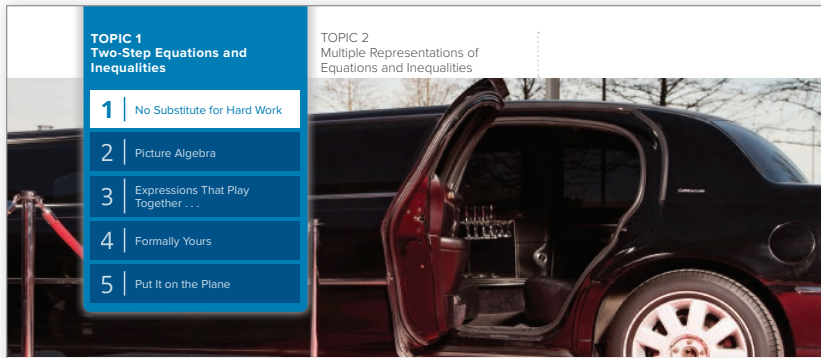 TOPIC 1
Two-Step Equations and
Inequalities
1 No Substitute for Hard Work
2 Picture Algebra
3 Expressions That Play
Together . . .
4 Formally Yours
5 Put It on the Plane
TOPIC 2
Multiple Representations of
Equations and Inequalities